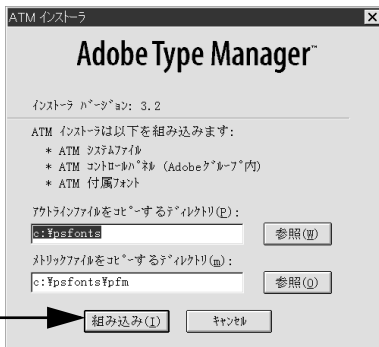 ATM インストーラ
Adobe Type Manager™
インストーラ バージョン: 3.2
ATM インストーラは以下を組み込みます:
* ATM システムファイル
* ATM コントロールパネル (Adobeグループ内)
* ATM 付属フォント
アウトラインファイルをコピーするディレクトリ(P):
c:¥psfonts
参照(W)
メトリックファイルをコピーするディレクトリ(m):
c:¥psfonts¥pfm
参照(O)
組み込み(I)
キャンセル